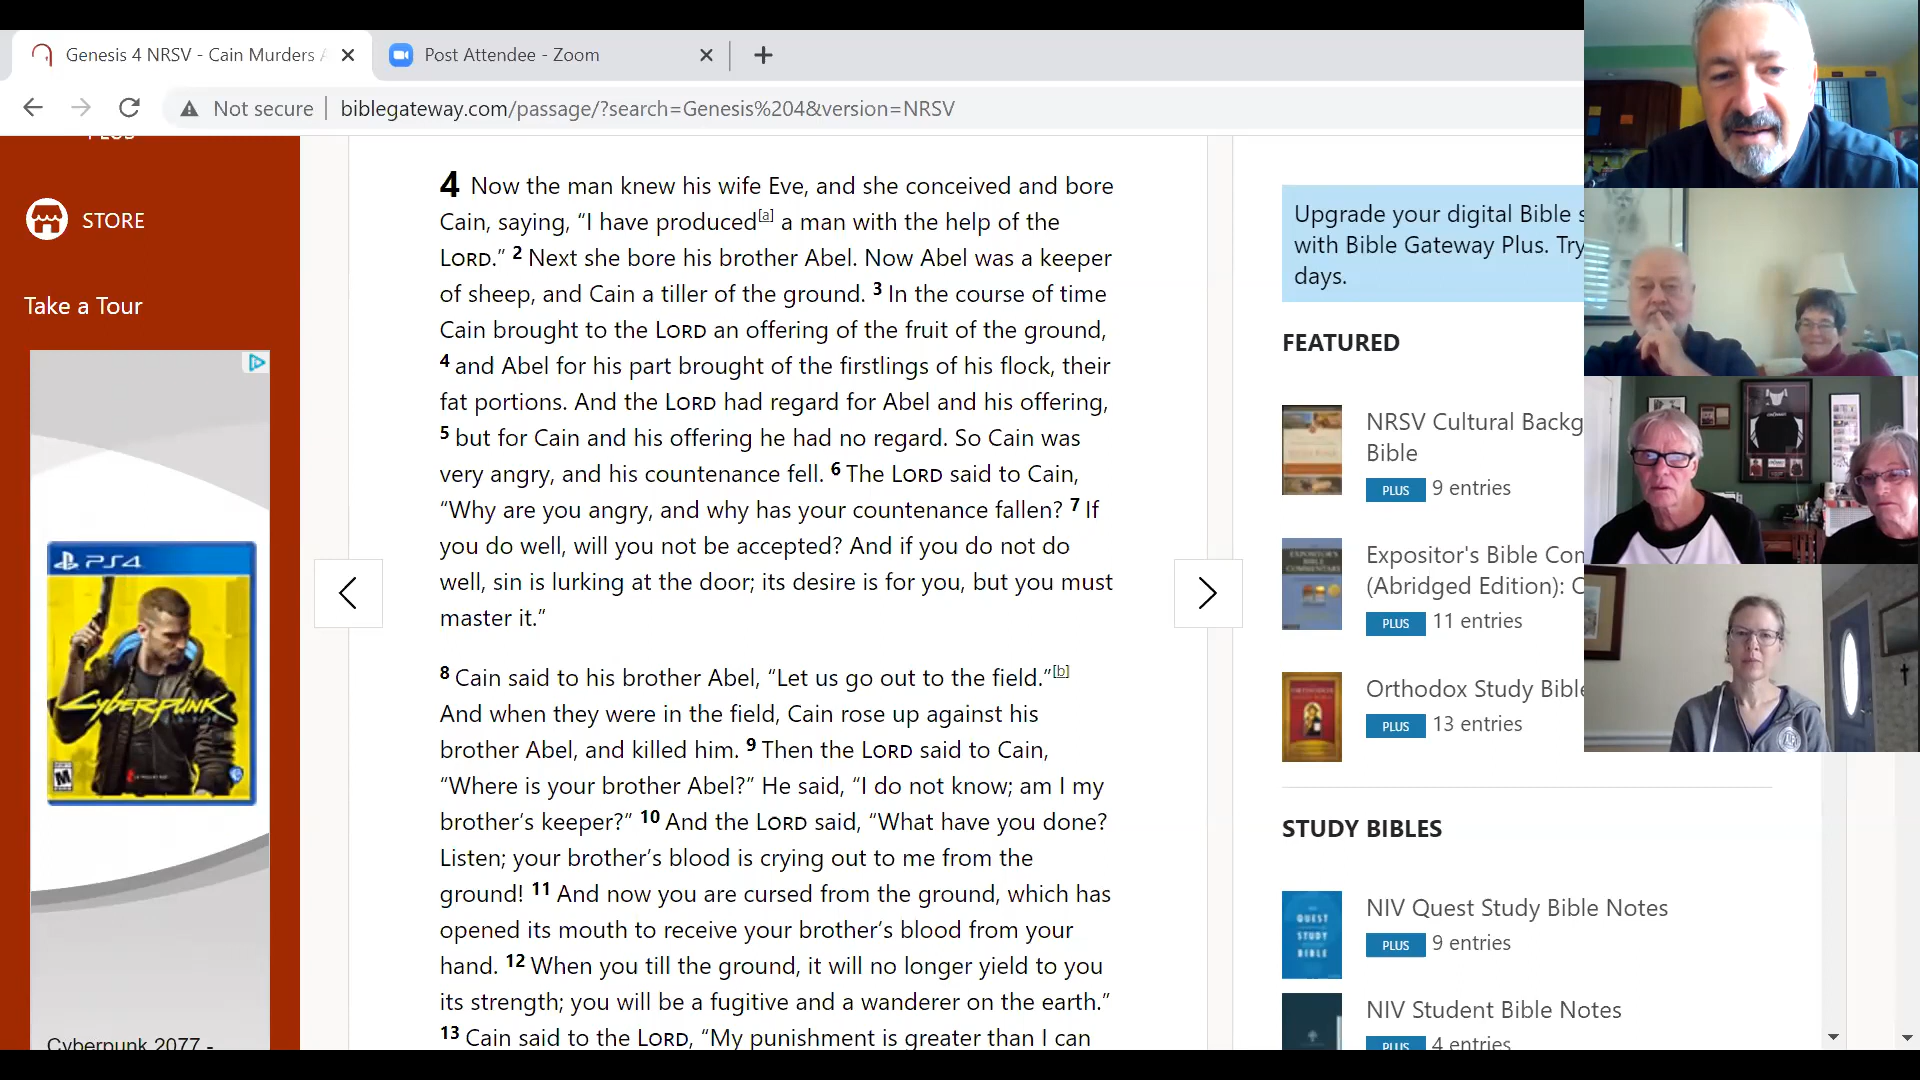 Genesis 4 NRSV - Cain Murders A
Post Attendee - Zoom
Not secure
biblegateway.com/passage/?search=Genesis%204&version=NRSV
PLUS
STORE
Take a Tour
PS4
CYBERPUNK
M
Cyberpunk 2077 -
4 Now the man knew his wife Eve, and she conceived and bore
Cain, saying, “I have produced[a] a man with the help of the
LORD.” 2 Next she bore his brother Abel. Now Abel was a keeper
of sheep, and Cain a tiller of the ground. 3 In the course of time
Cain brought to the LORD an offering of the fruit of the ground,
4 and Abel for his part brought of the firstlings of his flock, their
fat portions. And the LORD had regard for Abel and his offering,
5 but for Cain and his offering he had no regard. So Cain was
very angry, and his countenance fell. 6 The LORD said to Cain,
“Why are you angry, and why has your countenance fallen? 7 If
you do well, will you not be accepted? And if you do not do
well, sin is lurking at the door; its desire is for you, but you must
master it.”
8 Cain said to his brother Abel, “Let us go out to the field.”[b]
And when they were in the field, Cain rose up against his
brother Abel, and killed him. 9 Then the LORD said to Cain,
“Where is your brother Abel?” He said, “I do not know; am I my
brother’s keeper?” 10 And the LORD said, “What have you done?
Listen; your brother’s blood is crying out to me from the
ground! 11 And now you are cursed from the ground, which has
opened its mouth to receive your brother’s blood from your
hand. 12 When you till the ground, it will no longer yield to you
its strength; you will be a fugitive and a wanderer on the earth.”
13 Cain said to the LORD, “My punishment is greater than I can
Upgrade your digital Bible s
with Bible Gateway Plus. Try
days.
FEATURED
NRSV Cultural Backg
Bible
PLUS 9 entries
EXPOSITOR'S
BIBLE
COMMENTARY
Expositor's Bible Com
(Abridged Edition): O
PLUS 11 entries
Orthodox Study Bible
PLUS 13 entries
STUDY BIBLES
QUEST
STUDY
BIBLE
NIV Quest Study Bible Notes
PLUS 9 entries
NIV Student Bible Notes
PLUS 4 entries